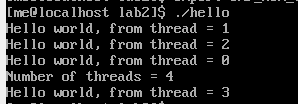 [me@localhost lab2]$ ./hello
Hello world, from thread = 1
Hello world, from thread = 2
Hello world, from thread = 0
Number of threads = 4
Hello world, from thread = 3